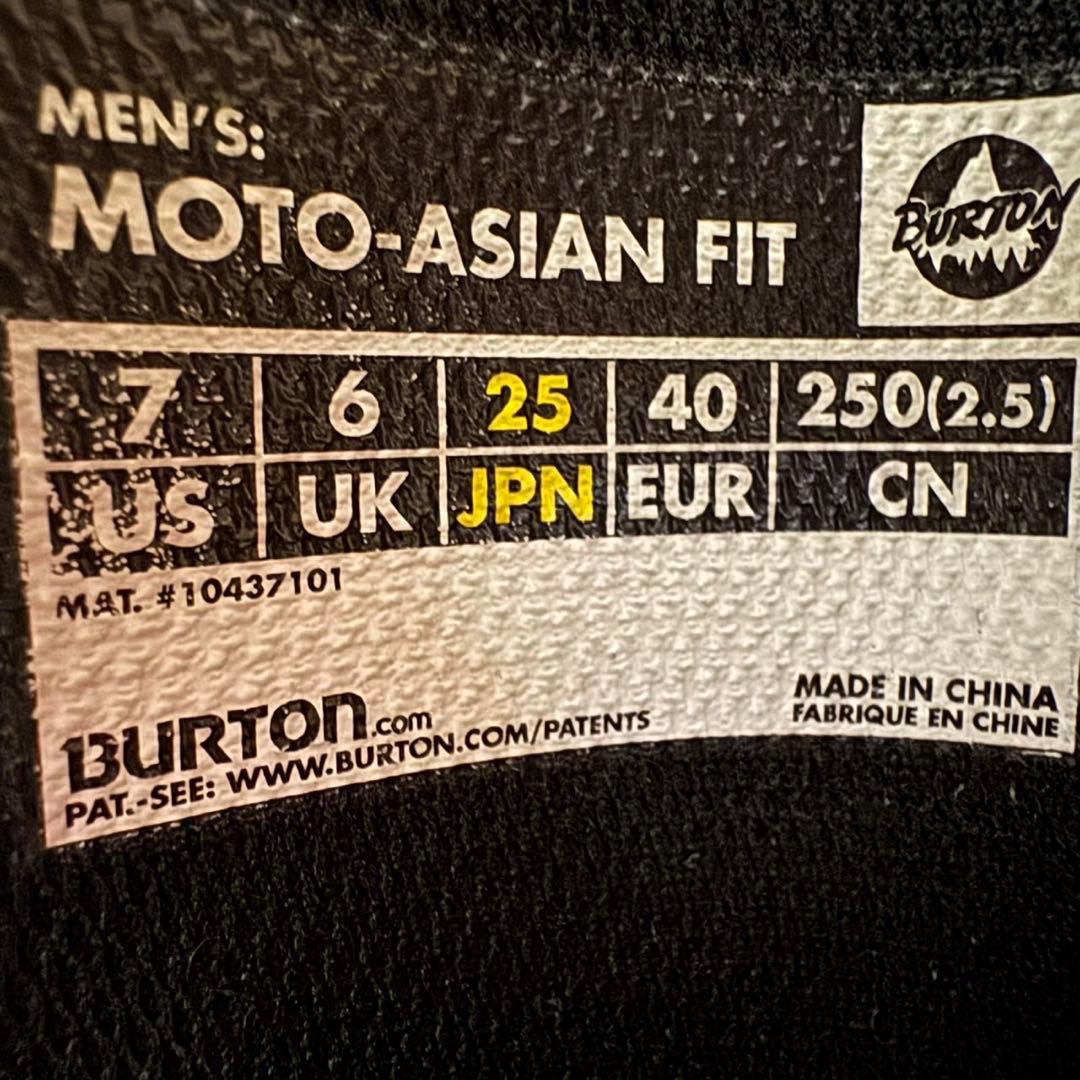 MEN'S:
MOTO-ASIAN FIT
BURTON
7 6 25 40 250(2.5)
US UK JPN EUR CN
MAT. #10437101
BURTON.com
PAT.-SEE: WWW.BURTON.COM/PATENTS
MADE IN CHINA
FABRIQUE EN CHINE